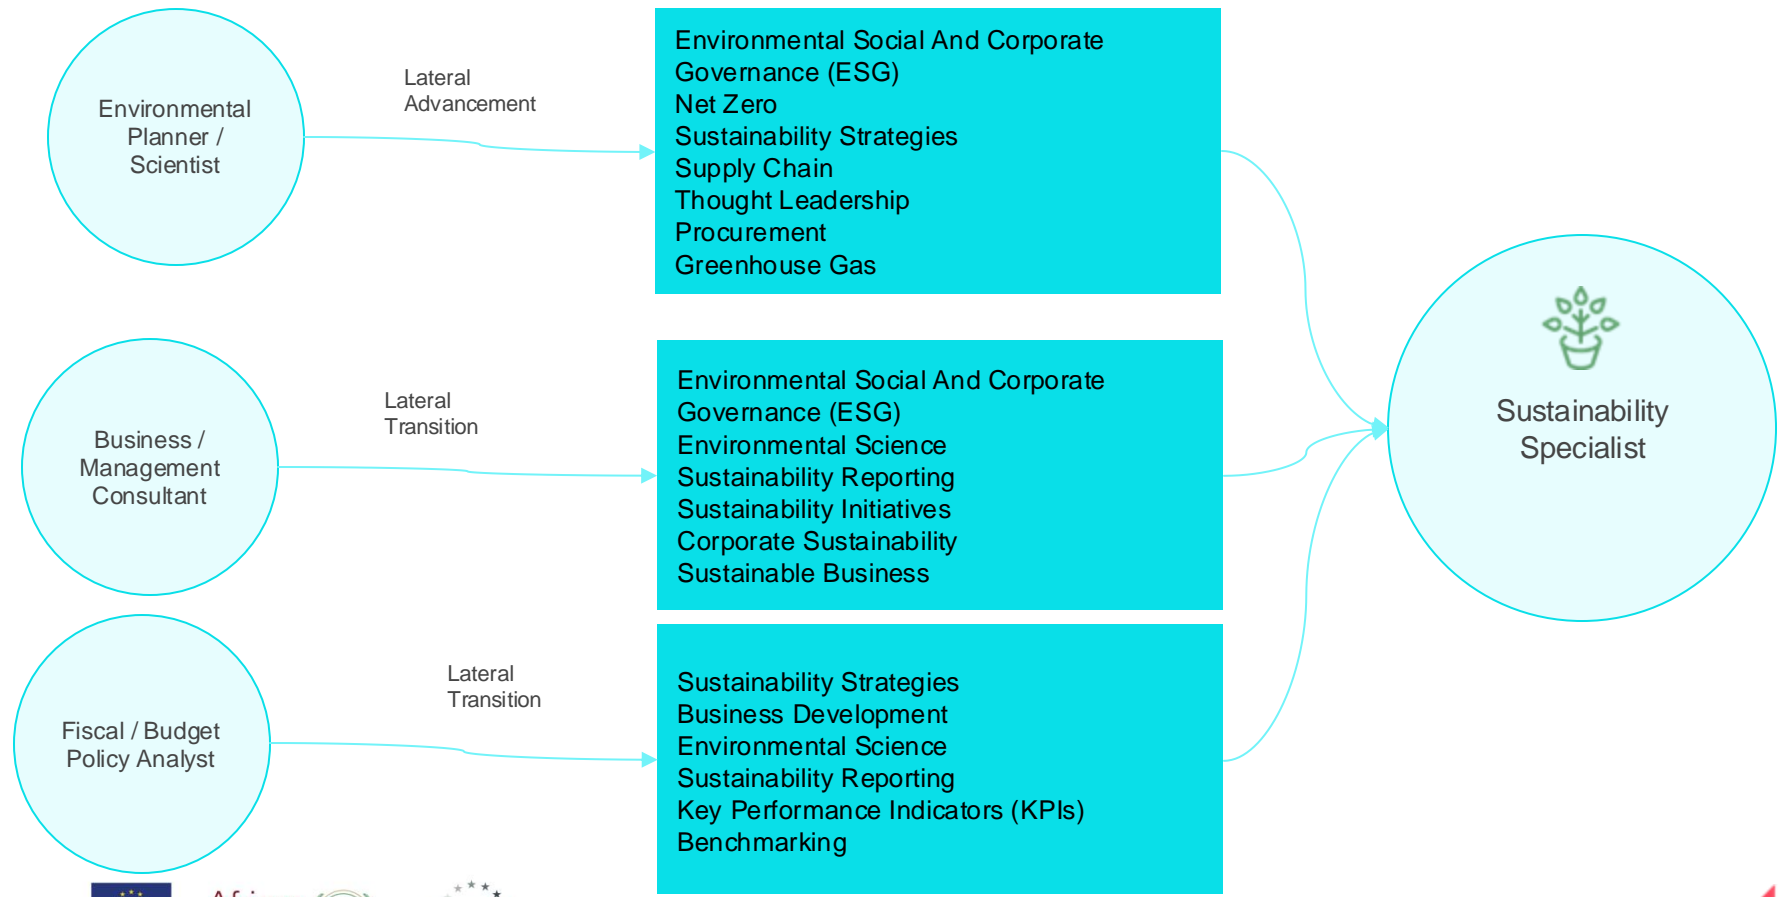 Environmental
Planner /
Scientist
Lateral
Advancement
Environmental Social And Corporate
Governance (ESG)
Net Zero
Sustainability Strategies
Supply Chain
Thought Leadership
Procurement
Greenhouse Gas
Business /
Management
Consultant
Lateral
Transition
Environmental Social And Corporate
Governance (ESG)
Environmental Science
Sustainability Reporting
Sustainability Initiatives
Corporate Sustainability
Sustainable Business
Sustainability
Specialist
Fiscal / Budget
Policy Analyst
Lateral
Transition
Sustainability Strategies
Business Development
Environmental Science
Sustainability Reporting
Key Performance Indicators (KPIs)
Benchmarking